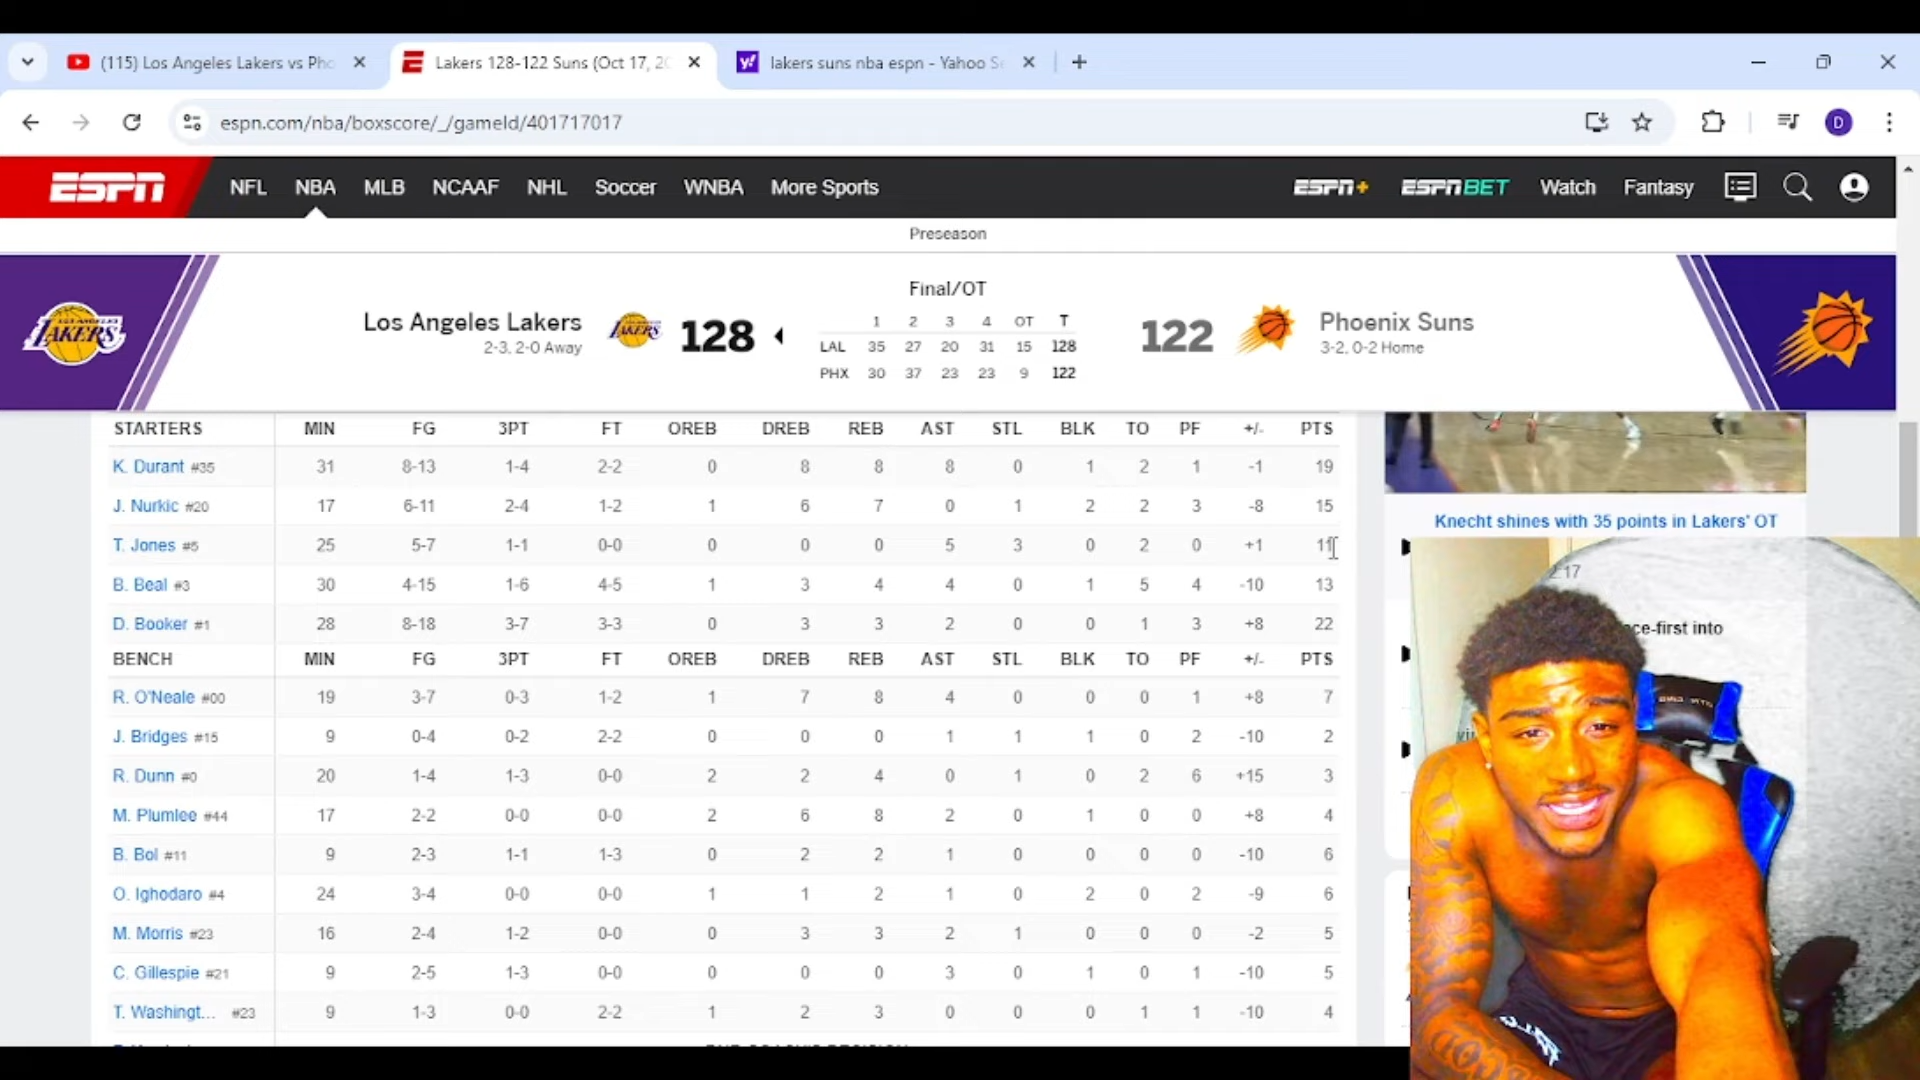 (115) Los Angeles Lakers vs Pho
Lakers 128-122 Suns (Oct 17, 20
lakers suns nba espn - Yahoo Se
espn.com/nba/boxscore/_/gameId/401717017
D
ESPN NFL NBA MLB NCAAF NHL Soccer WNBA More Sports ESPN+ ESPN BET Watch Fantasy
Preseason
LAKERS
Los Angeles Lakers
2-3, 2-0 Away
LAKERS
128
Final/OT
1 2 3 4 OT T
LAL 35 27 20 31 15 128
PHX 30 37 23 23 9 122
122
Phoenix Suns
3-2, 0-2 Home
STARTERS MIN FG 3PT FT OREB DREB REB AST STL BLK TO PF +/- PTS
K. Durant #35 31 8-13 1-4 2-2 0 8 8 8 0 1 2 1 -1 19
J. Nurkic #20 17 6-11 2-4 1-2 1 6 7 0 1 2 2 3 -8 15
T. Jones #5 25 5-7 1-1 0-0 0 0 0 5 3 0 2 0 +1 11
B. Beal #3 30 4-15 1-6 4-5 1 3 4 4 0 1 5 4 -10 13
D. Booker #1 28 8-18 3-7 3-3 0 3 3 2 0 0 1 3 +8 22
BENCH MIN FG 3PT FT OREB DREB REB AST STL BLK TO PF +/- PTS
R. O'Neale #00 19 3-7 0-3 1-2 1 7 8 4 0 0 0 1 +8 7
J. Bridges #15 9 0-4 0-2 2-2 0 0 0 1 1 1 0 2 -10 2
R. Dunn #0 20 1-4 1-3 0-0 2 2 4 0 1 0 2 6 +15 3
M. Plumlee #44 17 2-2 0-0 0-0 2 6 8 2 0 1 0 0 +8 4
B. Bol #11 9 2-3 1-1 1-3 0 2 2 1 0 0 0 0 -10 6
O. Ighodaro #4 24 3-4 0-0 0-0 1 1 2 1 0 2 0 2 -9 6
M. Morris #23 16 2-4 1-2 0-0 0 3 3 2 1 0 0 0 -2 5
C. Gillespie #21 9 2-5 1-3 0-0 0 0 0 3 0 1 0 1 -10 5
T. Washingt... #23 9 1-3 0-0 2-2 1 2 3 0 0 0 1 1 -10 4
Knecht shines with 35 points in Lakers' OT
2:17
ce-first into